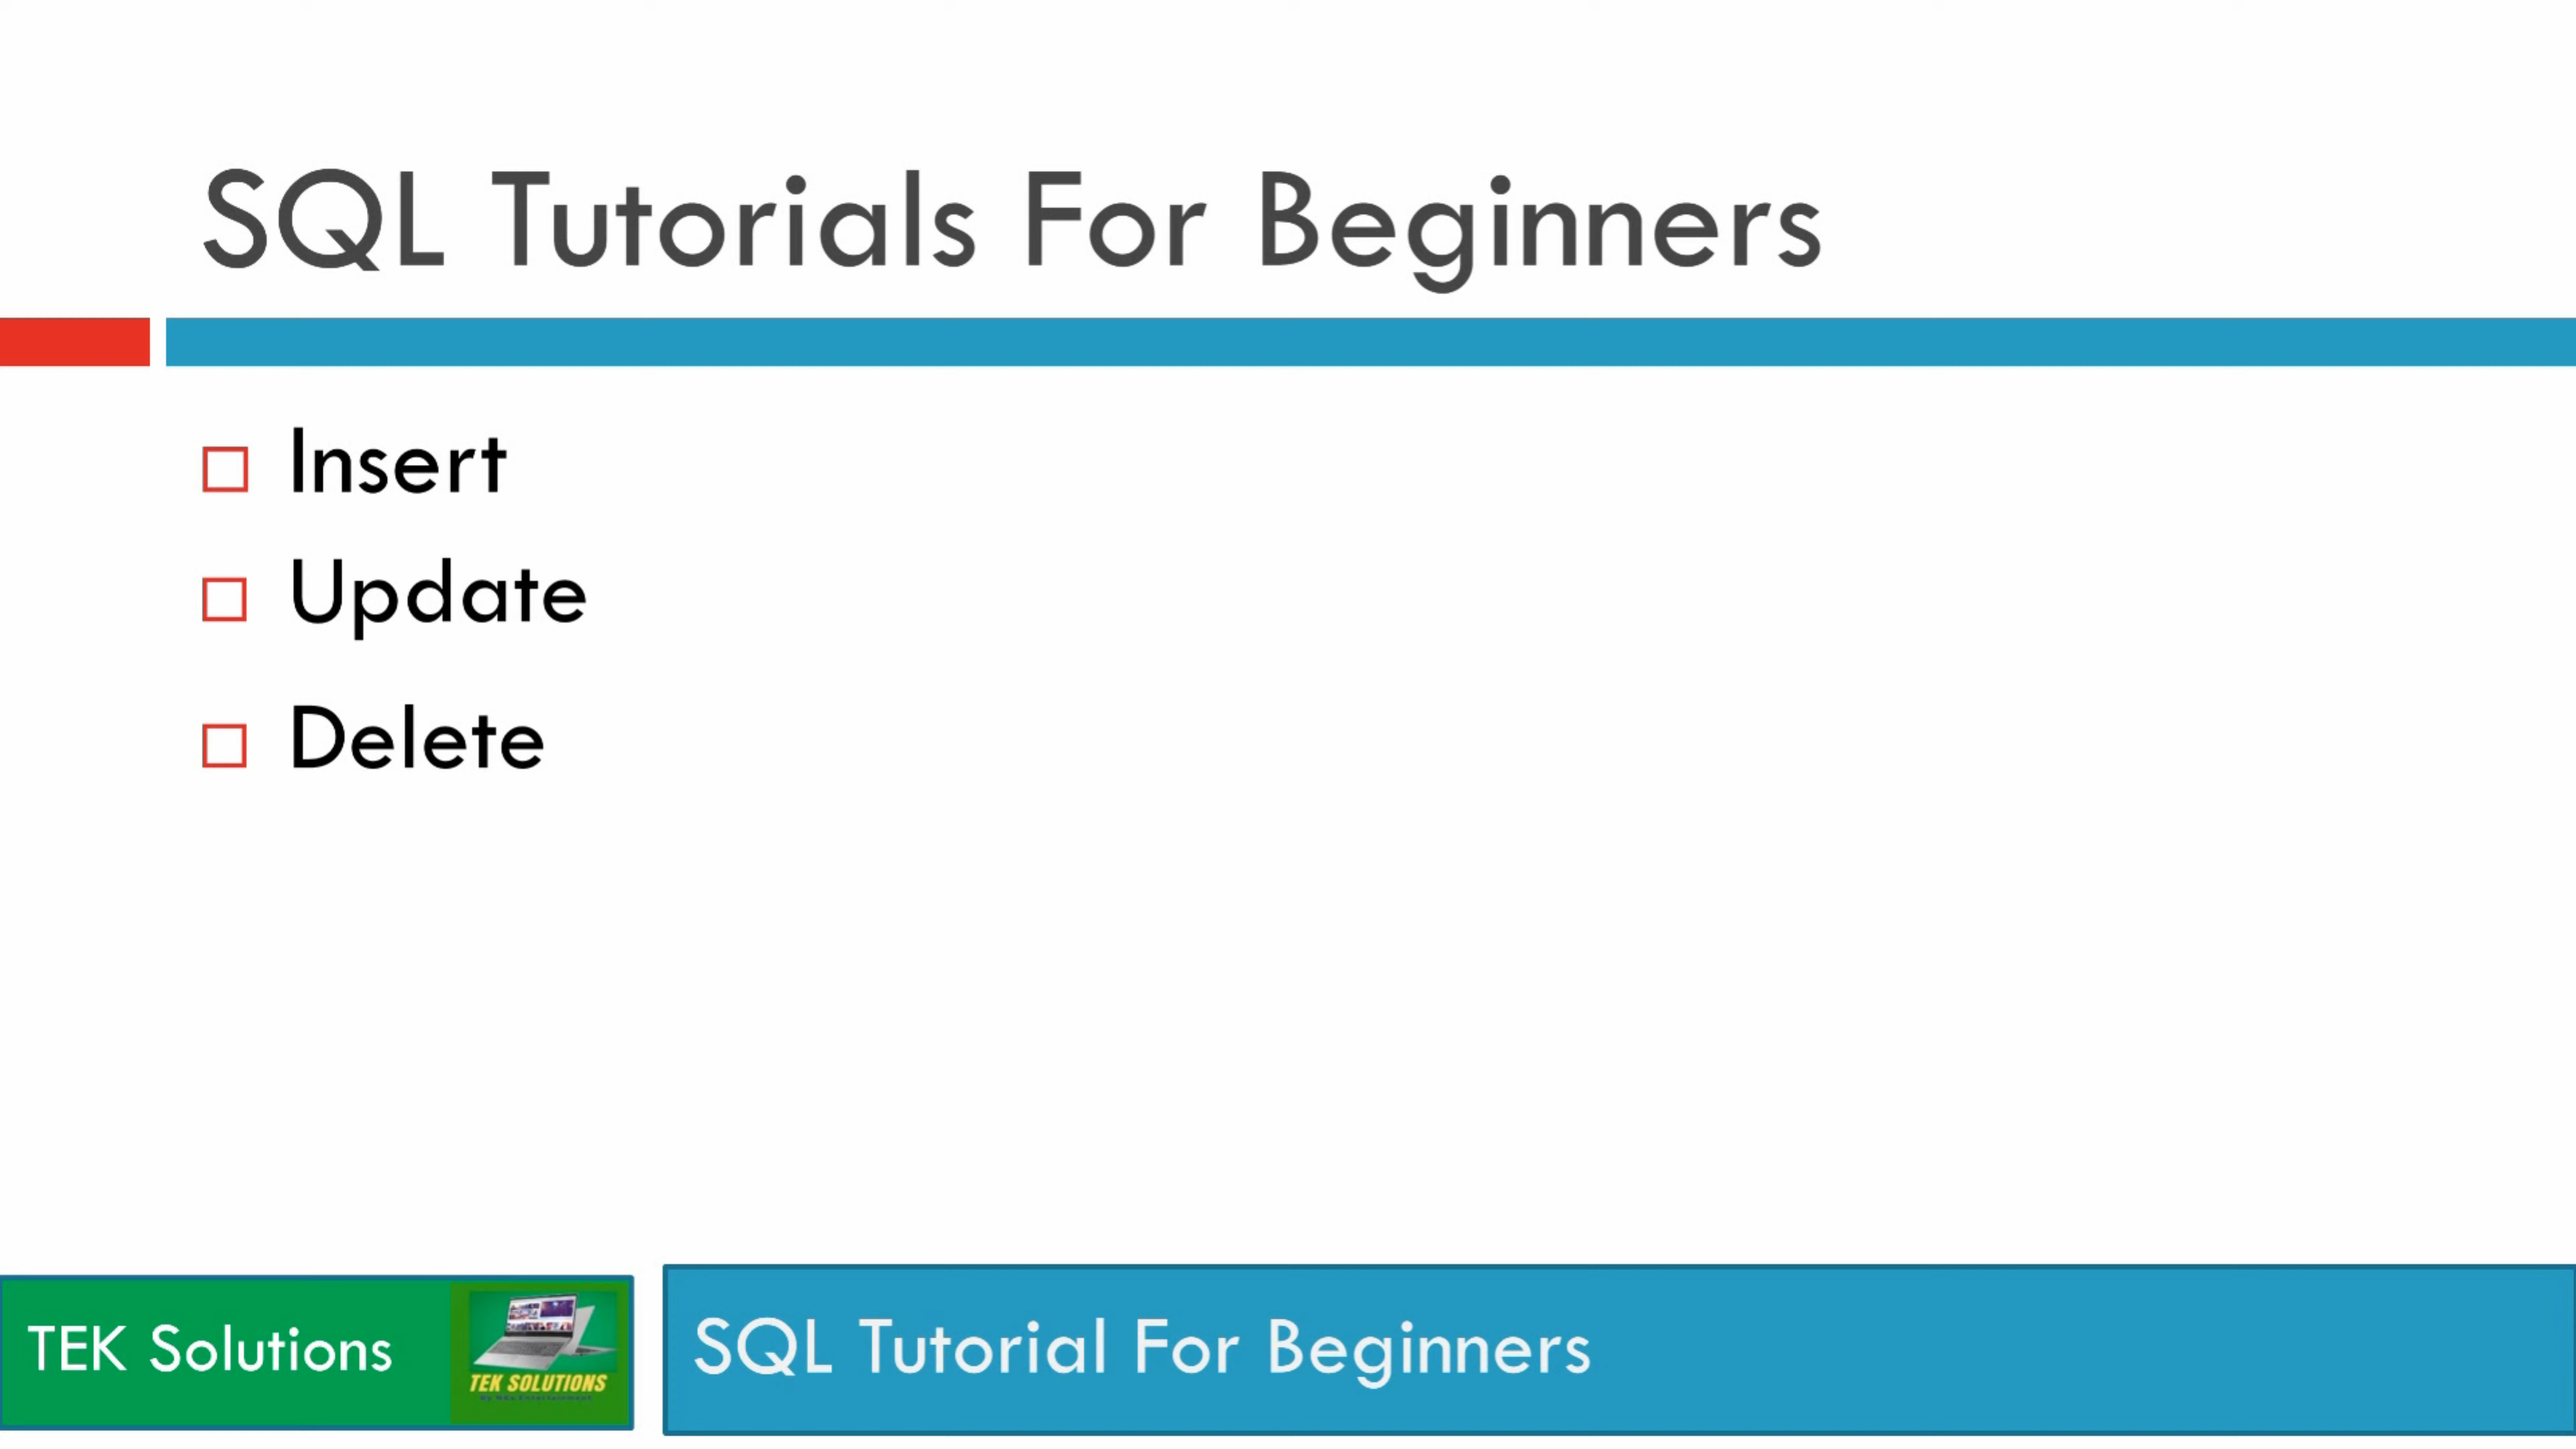 SQL Tutorials For Beginners
Insert
Update
Delete
TEK Solutions
TEK SOLUTIONS
SQL Tutorial For Beginners